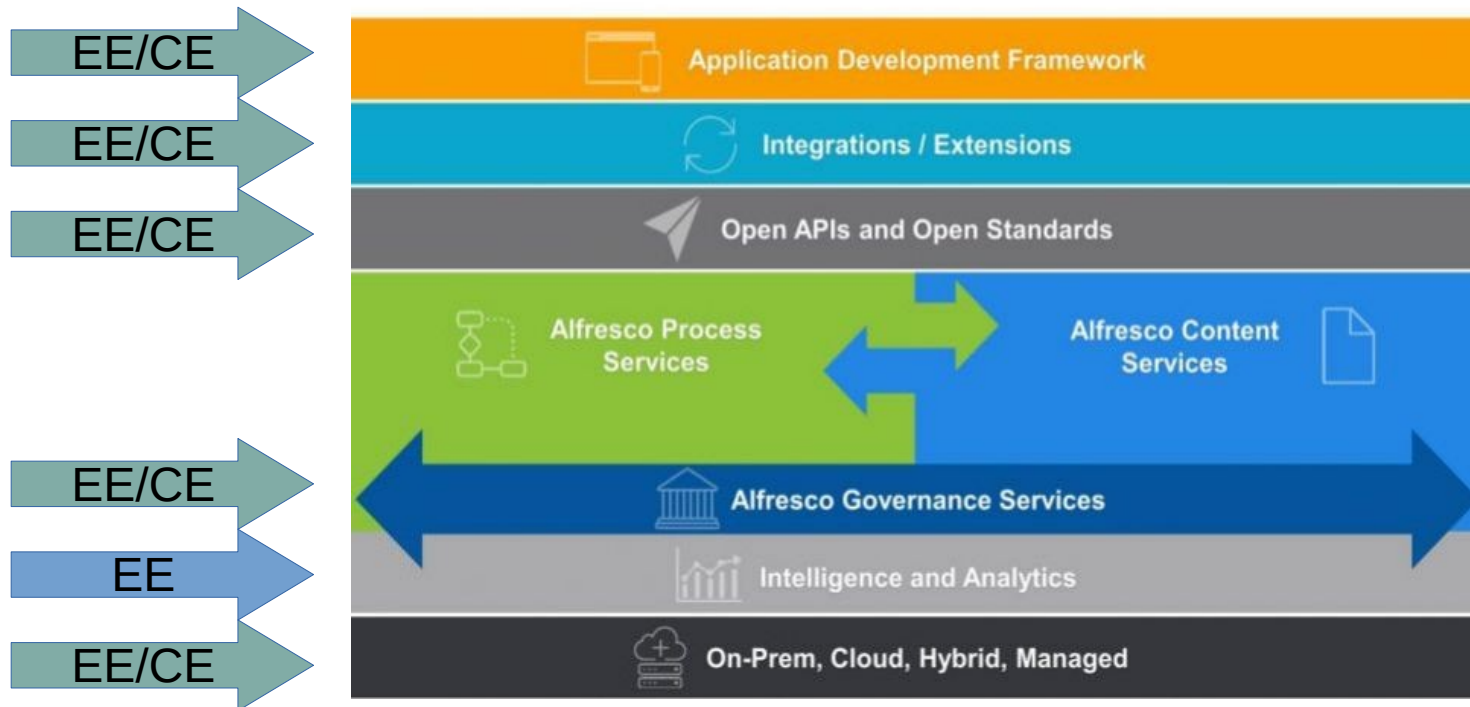 EE/CE
Application Development Framework
EE/CE
Integrations / Extensions
EE/CE
Open APIs and Open Standards
Alfresco Process
Services
Alfresco Content
Services
EE/CE
Alfresco Governance Services
EE
Intelligence and Analytics
EE/CE
On-Prem, Cloud, Hybrid, Managed